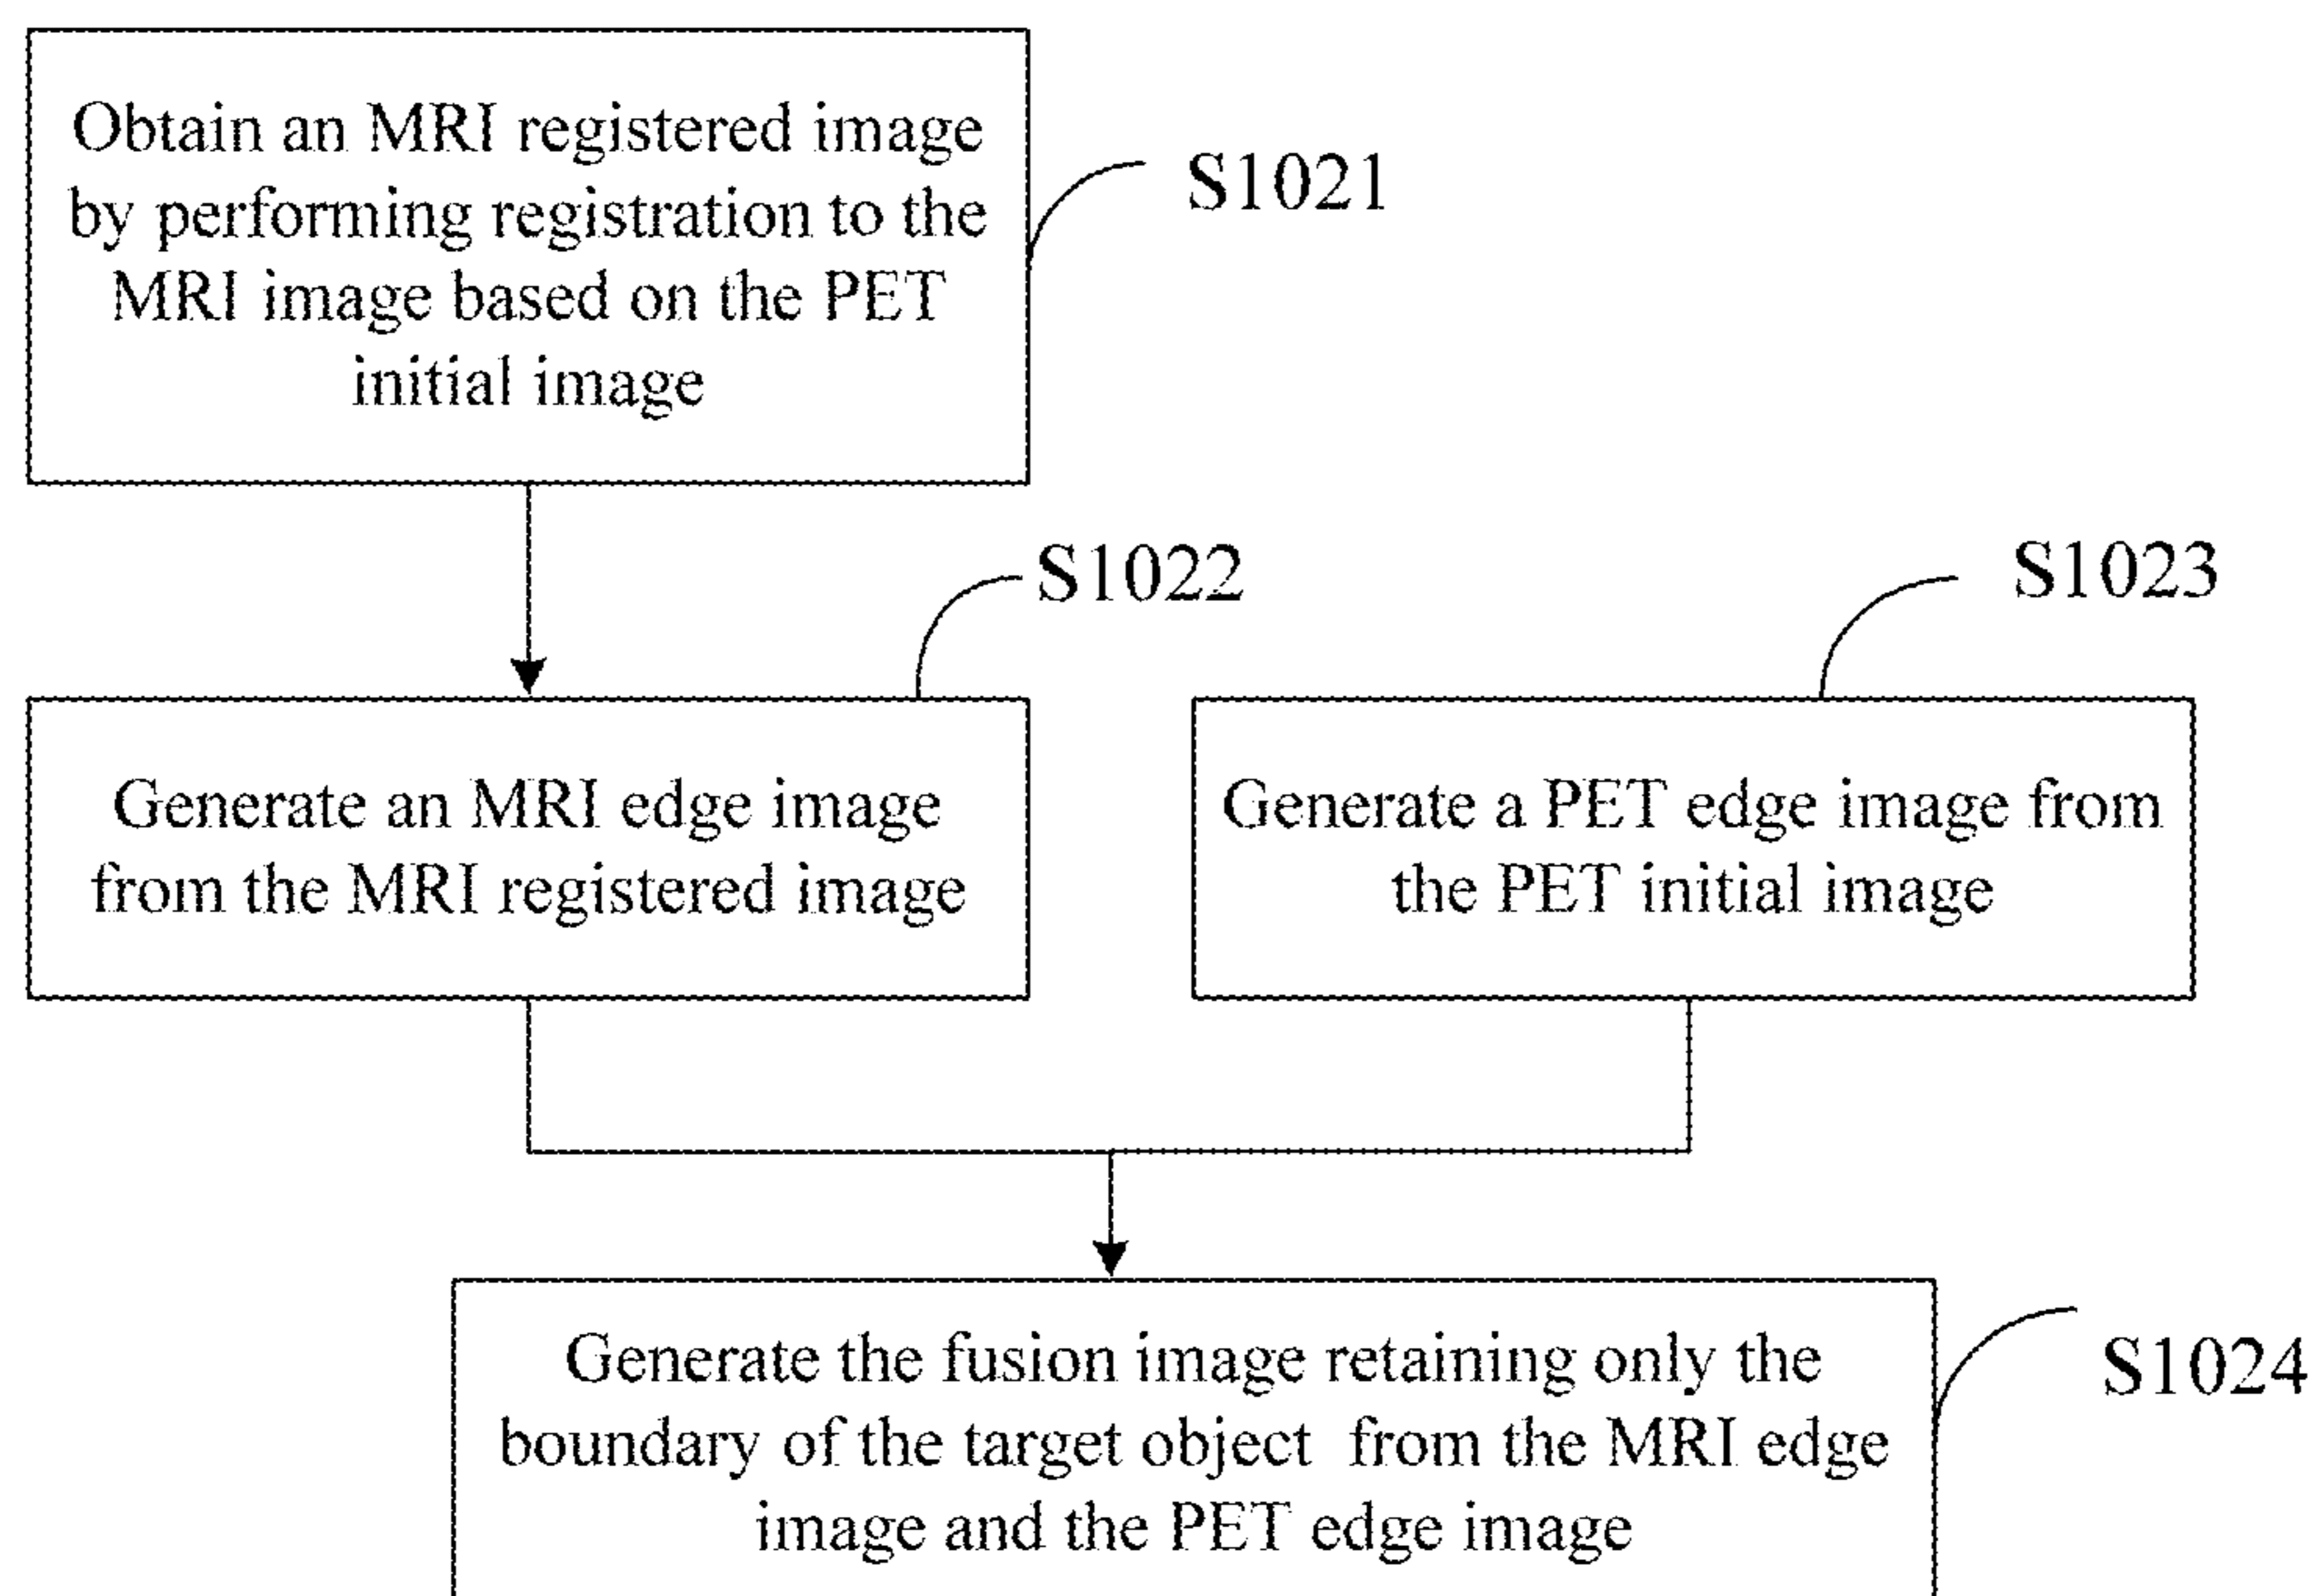 Obtain an MRI registered image
by performing registration to the
MRI image based on the PET
initial image
S1021
S1022
S1023
Generate an MRI edge image
from the MRI registered image
Generate a PET edge image from
the PET initial image
Generate the fusion image retaining only the
boundary of the target object from the MRI edge
image and the PET edge image
S1024